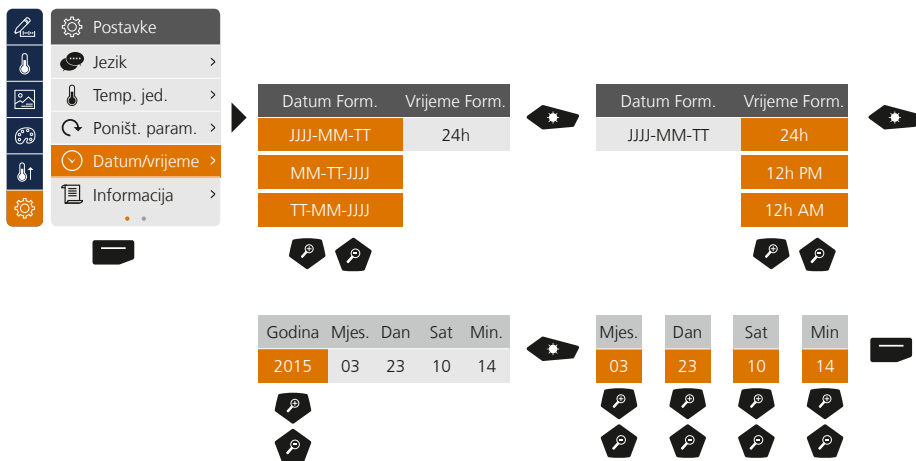 Postavke
Jezik
Temp. jed.
Poništ. param.
Datum/vrijeme
Informacija
Datum Form. Vrijeme Form.
JJJJ-MM-TT 24h
MM-TT-JJJJ
TT-MM-JJJJ
Datum Form. Vrijeme Form.
JJJJ-MM-TT 24h
12h PM
12h AM
Godina Mjes. Dan Sat Min.
2015 03 23 10 14
Mjes. Dan Sat Min
03 23 10 14